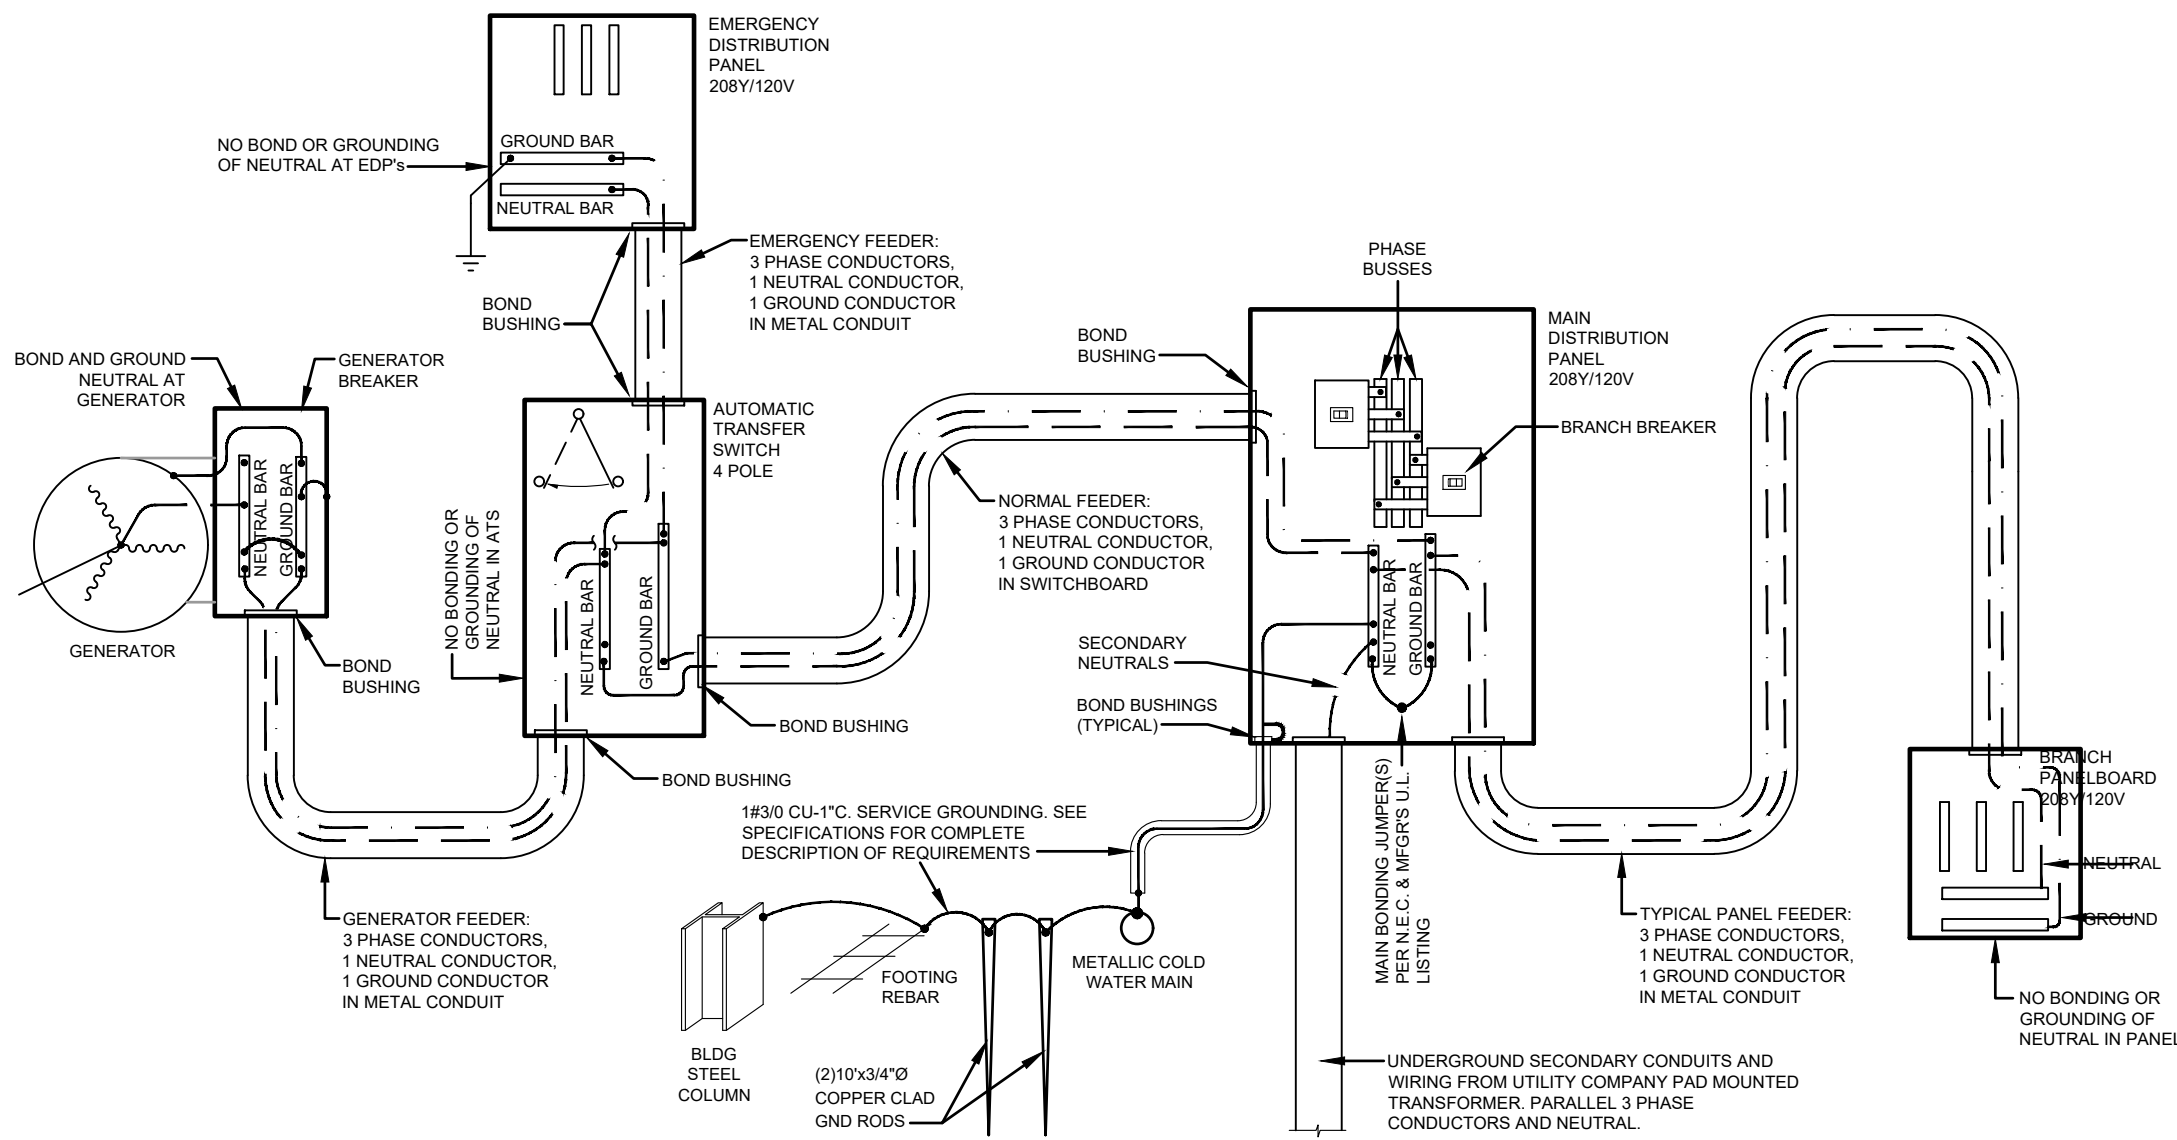 EMERGENCY
DISTRIBUTION
PANEL
208Y/120V
GROUND BAR
NEUTRAL BAR
NO BOND OR GROUNDING
OF NEUTRAL AT EDP's
EMERGENCY FEEDER:
3 PHASE CONDUCTORS,
1 NEUTRAL CONDUCTOR,
1 GROUND CONDUCTOR
IN METAL CONDUIT
BOND
BUSHING
BOND AND GROUND
NEUTRAL AT
GENERATOR
GENERATOR
BREAKER
NEUTRAL BAR
GROUND BAR
GENERATOR
BOND
BUSHING
AUTOMATIC
TRANSFER
SWITCH
4 POLE
NO BONDING OR
GROUNDING OF
NEUTRAL IN ATS
NEUTRAL BAR
GROUND BAR
BOND BUSHING
BOND BUSHING
GENERATOR FEEDER:
3 PHASE CONDUCTORS,
1 NEUTRAL CONDUCTOR,
1 GROUND CONDUCTOR
IN METAL CONDUIT
NORMAL FEEDER:
3 PHASE CONDUCTORS,
1 NEUTRAL CONDUCTOR,
1 GROUND CONDUCTOR
IN SWITCHBOARD
BOND
BUSHING
PHASE
BUSSES
MAIN
DISTRIBUTION
PANEL
208Y/120V
BRANCH BREAKER
NEUTRAL BAR
GROUND BAR
SECONDARY
NEUTRALS
BOND BUSHINGS
(TYPICAL)
MAIN BONDING JUMPER(S)
PER N.E.C. & MFGR'S U.L.
LISTING
1#3/0 CU-1"C. SERVICE GROUNDING. SEE
SPECIFICATIONS FOR COMPLETE
DESCRIPTION OF REQUIREMENTS
BLDG
STEEL
COLUMN
FOOTING
REBAR
(2)10'x3/4"Ø
COPPER CLAD
GND RODS
METALLIC COLD
WATER MAIN
UNDERGROUND SECONDARY CONDUITS AND
WIRING FROM UTILITY COMPANY PAD MOUNTED
TRANSFORMER. PARALLEL 3 PHASE
CONDUCTORS AND NEUTRAL.
TYPICAL PANEL FEEDER:
3 PHASE CONDUCTORS,
1 NEUTRAL CONDUCTOR,
1 GROUND CONDUCTOR
IN METAL CONDUIT
BRANCH
PANELBOARD
208Y/120V
NEUTRAL
GROUND
NO BONDING OR
GROUNDING OF
NEUTRAL IN PANEL